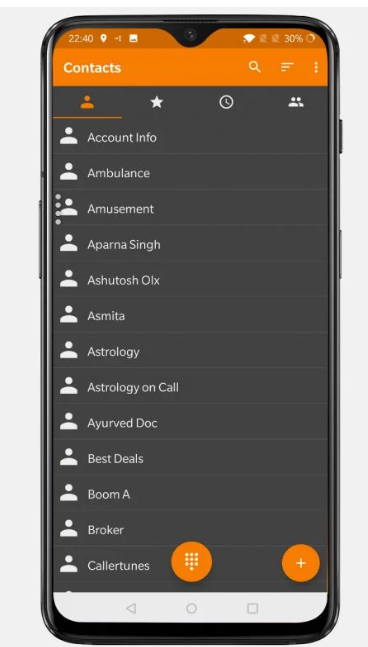 22:40 30%
Contacts
Account Info
Ambulance
Amusement
Aparna Singh
Ashutosh Olx
Asmita
Astrology
Astrology on Call
Ayurved Doc
Best Deals
Boom A
Broker
Callertunes